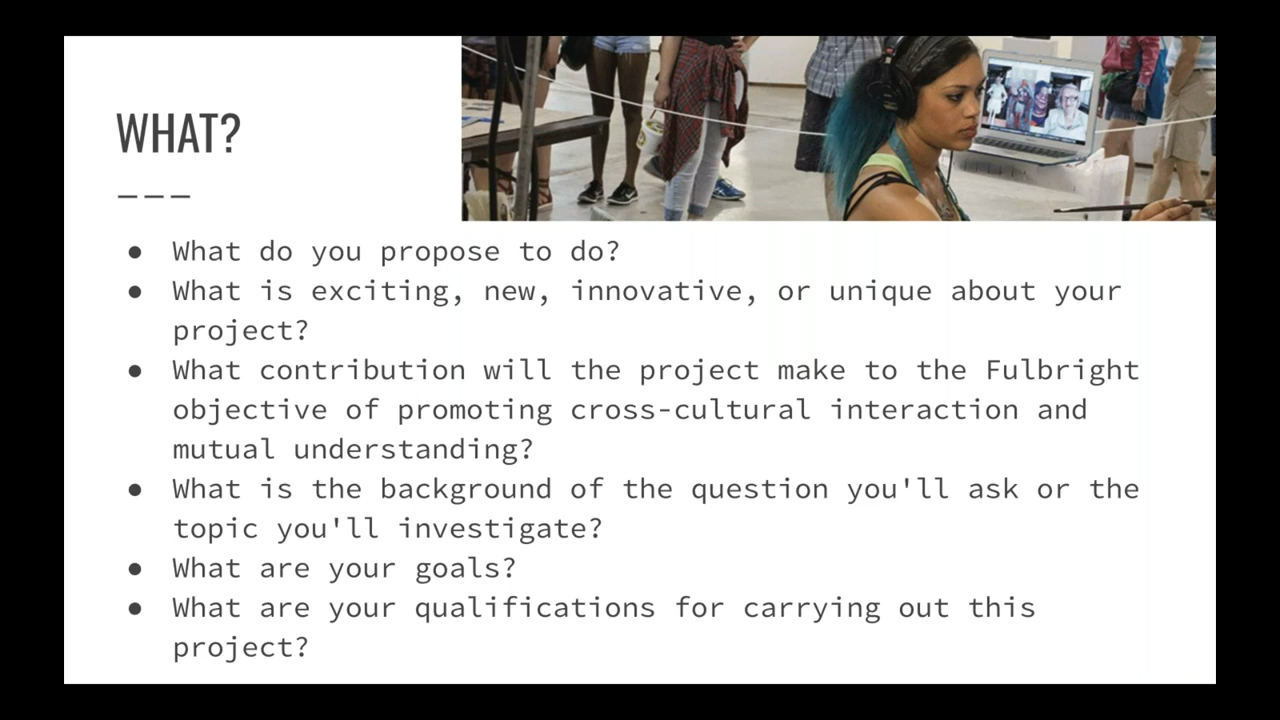 WHAT?
● What do you propose to do?
● What is exciting, new, innovative, or unique about your
project?
● What contribution will the project make to the Fulbright
objective of promoting cross-cultural interaction and
mutual understanding?
● What is the background of the question you'll ask or the
topic you'll investigate?
● What are your goals?
● What are your qualifications for carrying out this
project?